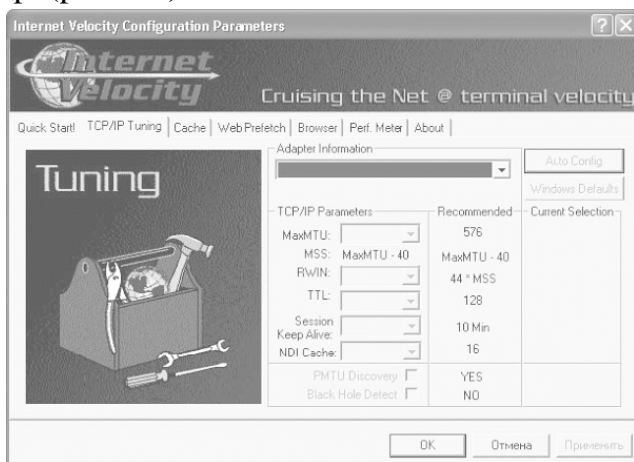 Internet Velocity Configuration Parameters
Internet
Velocity
Cruising the Net @ terminal velocity
Quick Start! TCP/IP Tuning Cache Web Prefetch Browser Perf. Meter About
Tuning
Adapter Information
Auto Config
Windows Defaults
TCP/IP Parameters Recommended Current Selection
MaxMTU: 576
MSS: MaxMTU - 40 MaxMTU - 40
RWIN: 44 * MSS
TTL: 128
Session
Keep Alive: 10 Min
NDI Cache: 16
PMTU Discovery YES
Black Hole Detect NO
OK Отмена Применить